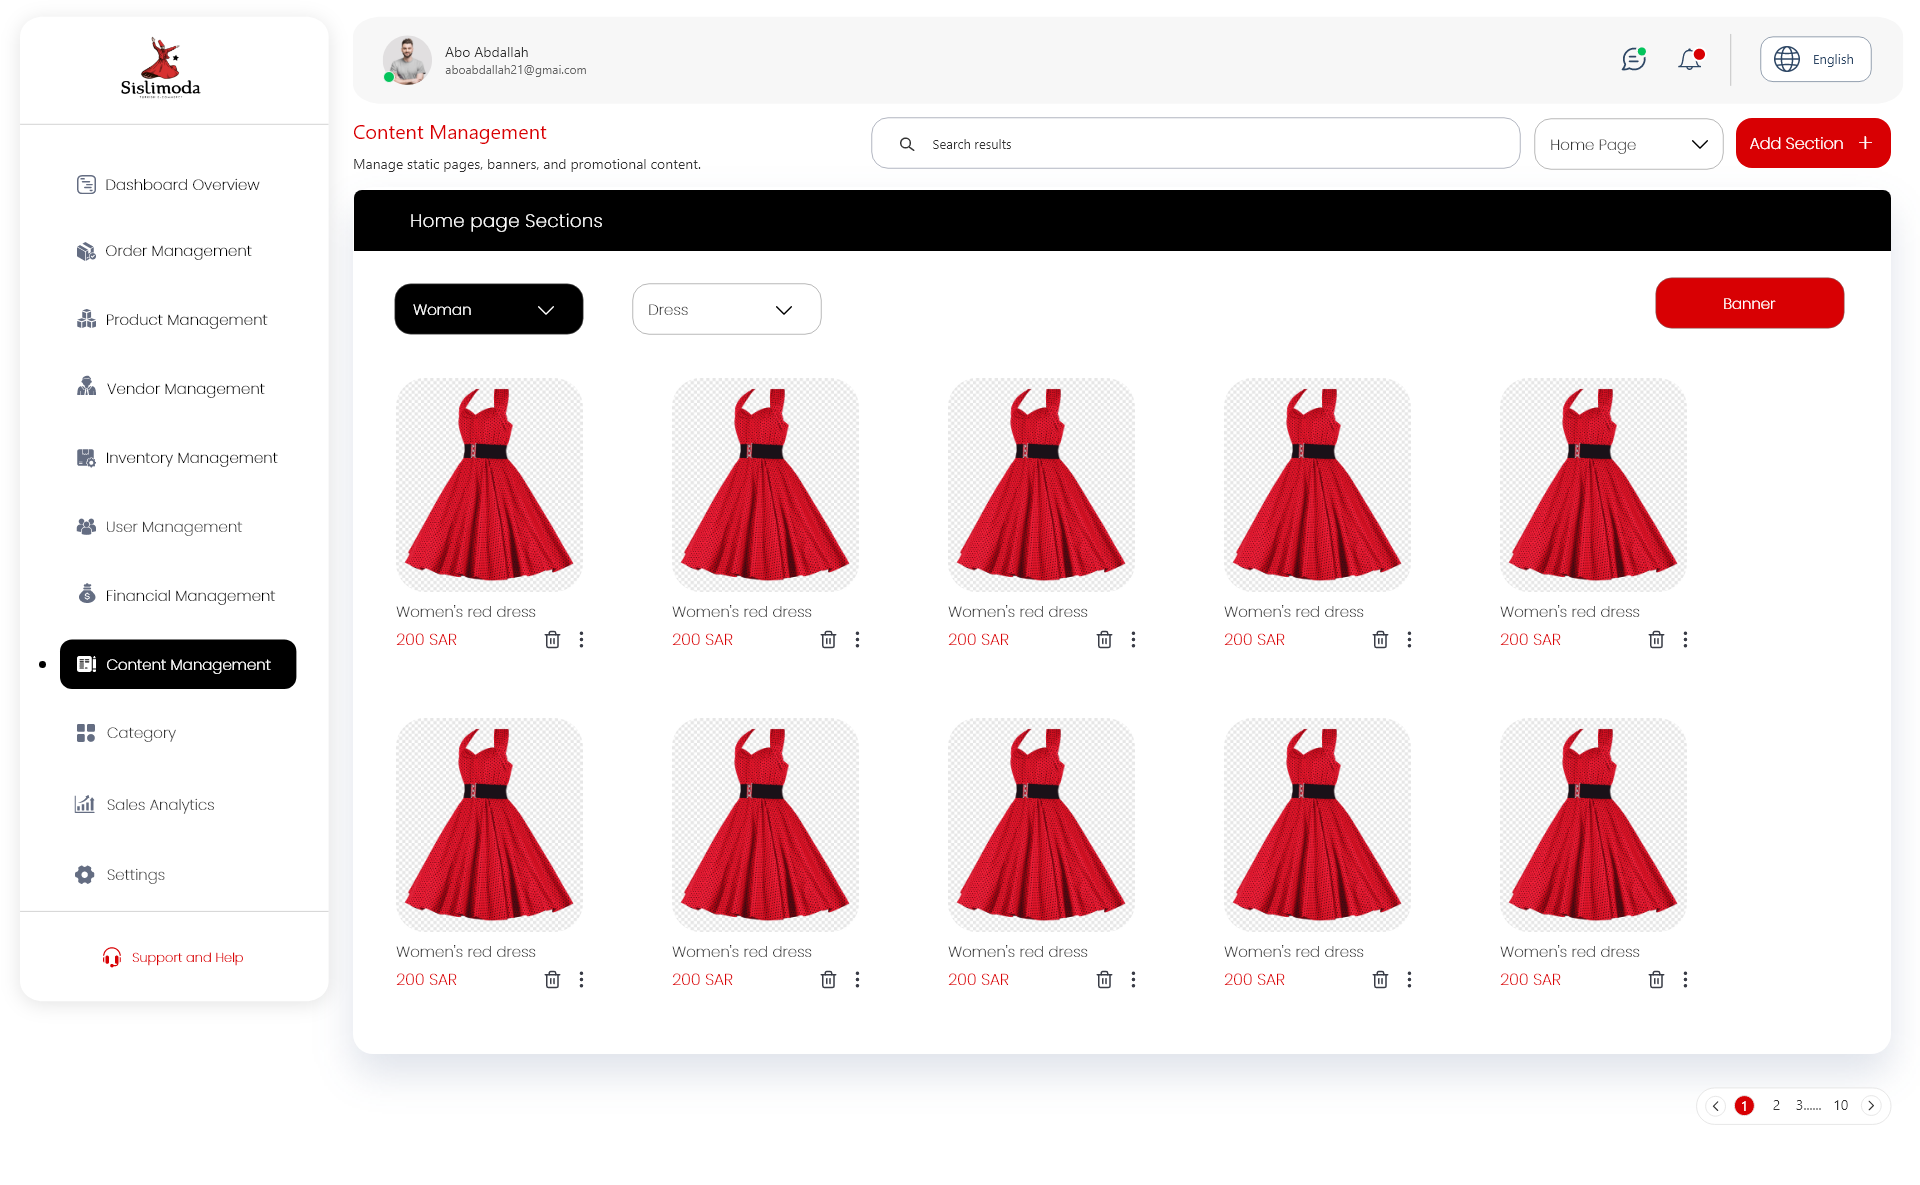 Sislimoda
Dashboard Overview
Order Management
Product Management
Vendor Management
Inventory Management
User Management
Financial Management
Content Management
Category
Sales Analytics
Settings
Support and Help
Abo Abdallah
aboabdallah21@gmai.com
English
Content Management
Manage static pages, banners, and promotional content.
Search results
Home Page
Add Section +
Home page Sections
Woman
Dress
Banner
Women's red dress
200 SAR
Women's red dress
200 SAR
Women's red dress
200 SAR
Women's red dress
200 SAR
Women's red dress
200 SAR
Women's red dress
200 SAR
Women's red dress
200 SAR
Women's red dress
200 SAR
Women's red dress
200 SAR
Women's red dress
200 SAR
1 2 3...... 10